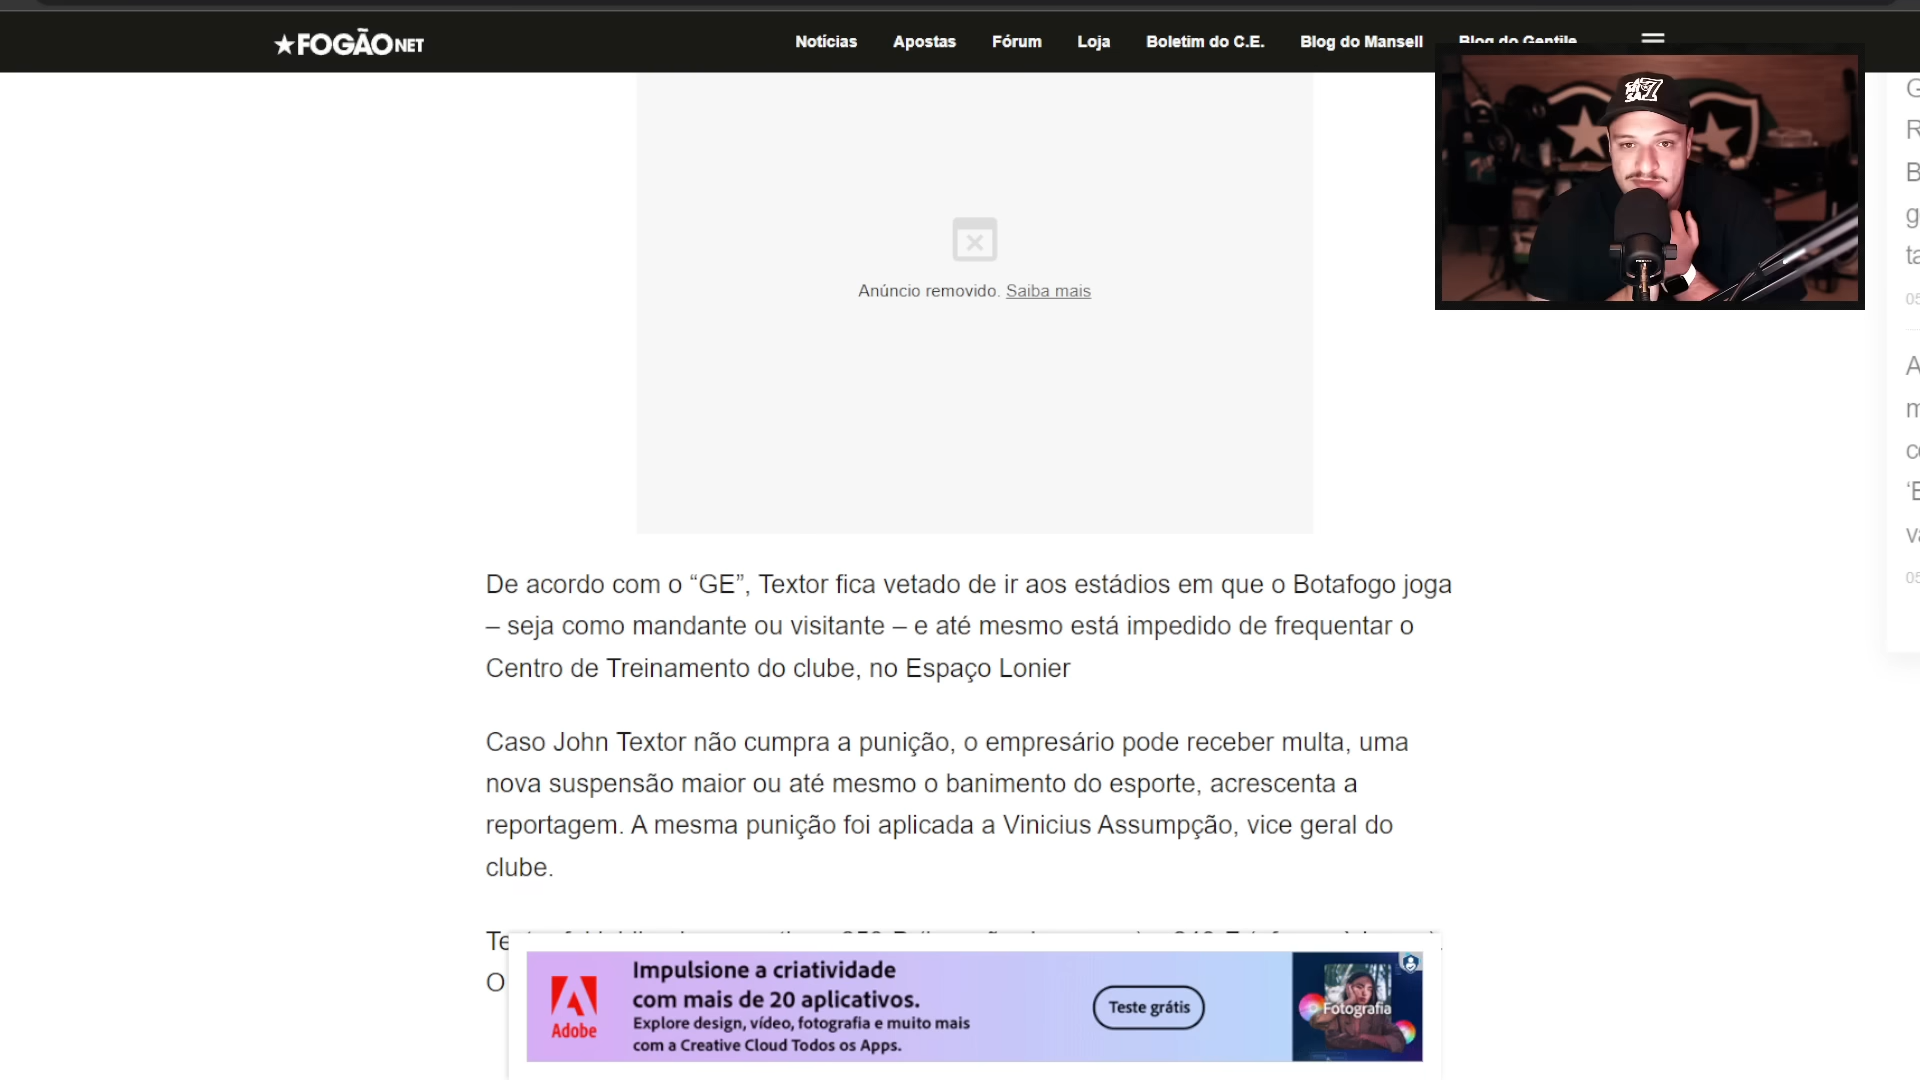 FOGÃONET
Notícias
Apostas
Fórum
Loja
Boletim do C.E.
Blog do Mansell
Blog do Gentile
Anúncio removido. Saiba mais
De acordo com o “GE”, Textor fica vetado de ir aos estádios em que o Botafogo joga
– seja como mandante ou visitante – e até mesmo está impedido de frequentar o
Centro de Treinamento do clube, no Espaço Lonier
Caso John Textor não cumpra a punição, o empresário pode receber multa, uma
nova suspensão maior ou até mesmo o banimento do esporte, acrescenta a
reportagem. A mesma punição foi aplicada a Vinicius Assumpção, vice geral do
clube.
O
Adobe
Impulsione a criatividade
com mais de 20 aplicativos.
Explore design, vídeo, fotografia e muito mais
com a Creative Cloud Todos os Apps.
Teste grátis
Fotografia